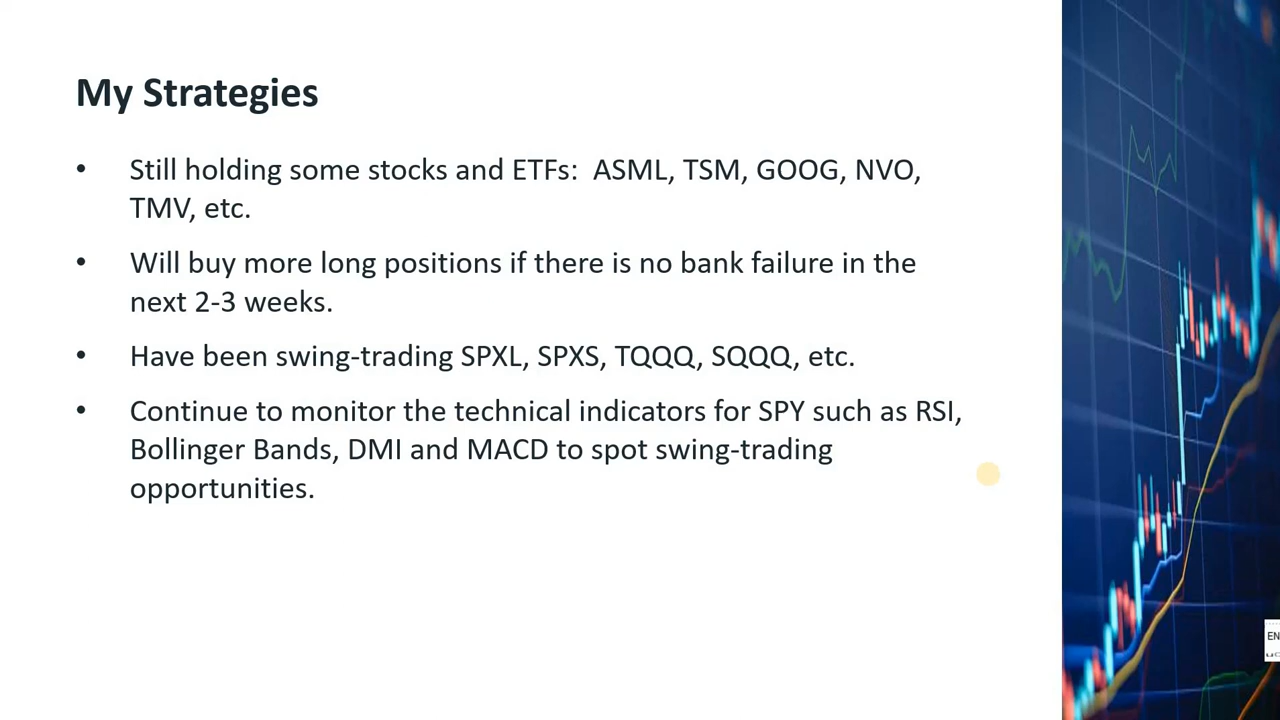 My Strategies
• Still holding some stocks and ETFs:  ASML, TSM, GOOG, NVO,
TMV, etc.
• Will buy more long positions if there is no bank failure in the
next 2-3 weeks.
• Have been swing-trading SPXL, SPXS, TQQQ, SQQQ, etc.
• Continue to monitor the technical indicators for SPY such as RSI,
Bollinger Bands, DMI and MACD to spot swing-trading
opportunities.
EN